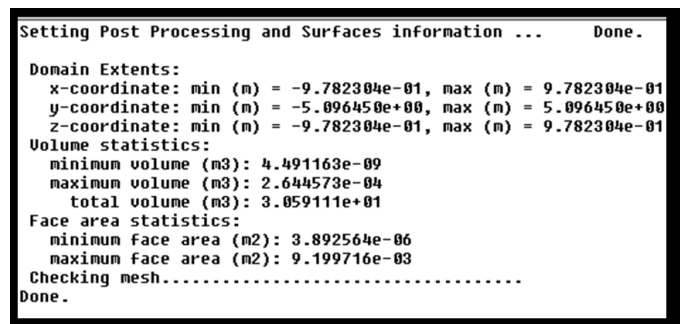 Setting Post Processing and Surfaces information ... Done.
Domain Extents:
x-coordinate: min (m) = -9.782304e-01, max (m) = 9.782304e-01
y-coordinate: min (m) = -5.096450e+00, max (m) = 5.096450e+00
z-coordinate: min (m) = -9.782304e-01, max (m) = 9.782304e-01
Volume statistics:
minimum volume (m3): 4.491163e-09
maximum volume (m3): 2.644573e-04
total volume (m3): 3.059111e+01
Face area statistics:
minimum face area (m2): 3.892564e-06
maximum face area (m2): 9.199716e-03
Checking mesh....................................
Done.